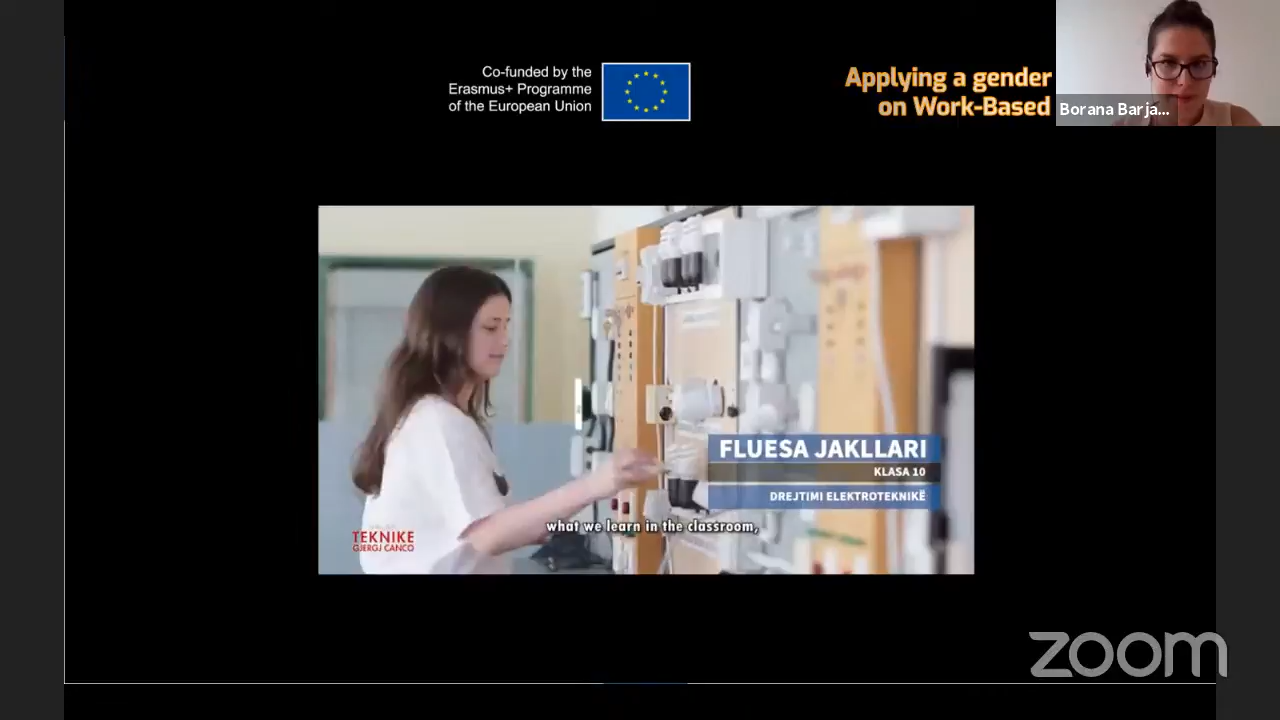 Co-funded by the
Erasmus+ Programme
of the European Union
Applying a gender
on Work-Based
Borana Barja...
FLUESA JAKLLARI
KLASA 10
DREJTIMI ELEKTROTEKNIKË
what we learn in the classroom,
TEKNIKE
GJERGJ CANCO
zoom